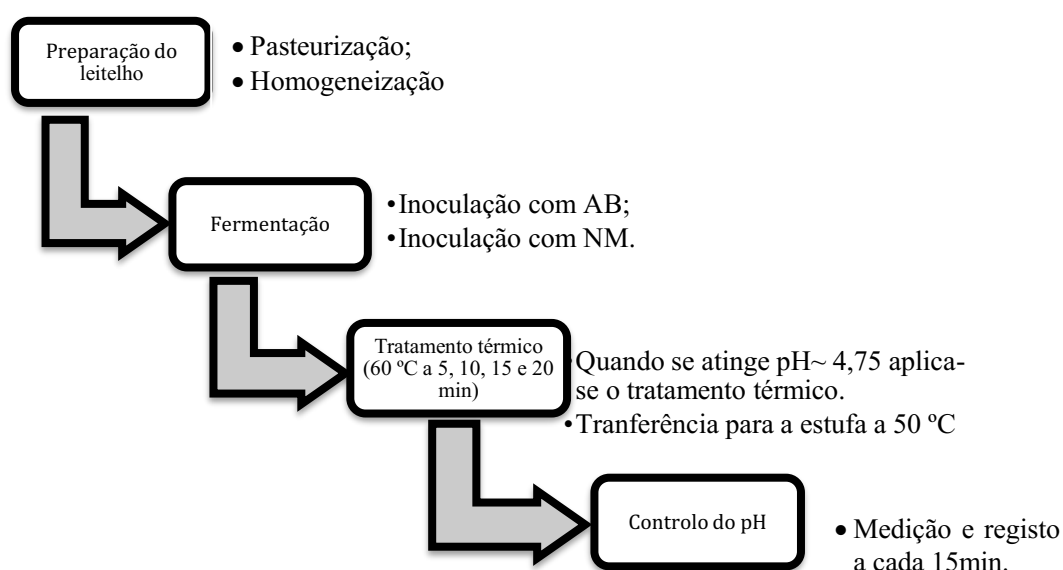 Preparação do
leitelho
• Pasteurização;
• Homogeneização
Fermentação
•Inoculação com AB;
•Inoculação com NM.
Tratamento térmico
(60 ºC a 5, 10, 15 e 20
min)
•Quando se atinge pH~ 4,75 aplica-
se o tratamento térmico.
•Tranferência para a estufa a 50 ºC
Controlo do pH
• Medição e registo
a cada 15min.